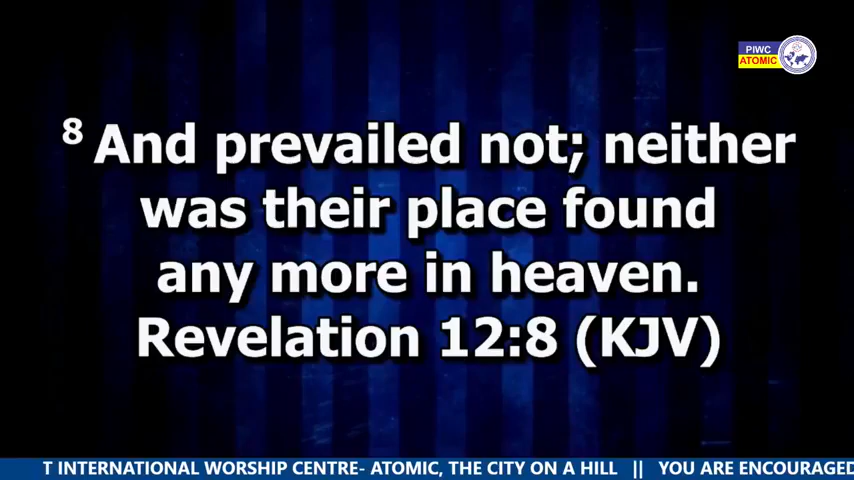 PIWC
ATOMIC
8 And prevailed not; neither
was their place found
any more in heaven.
Revelation 12:8 (KJV)
T INTERNATIONAL WORSHIP CENTRE- ATOMIC, THE CITY ON A HILL || YOU ARE ENCOURAGED